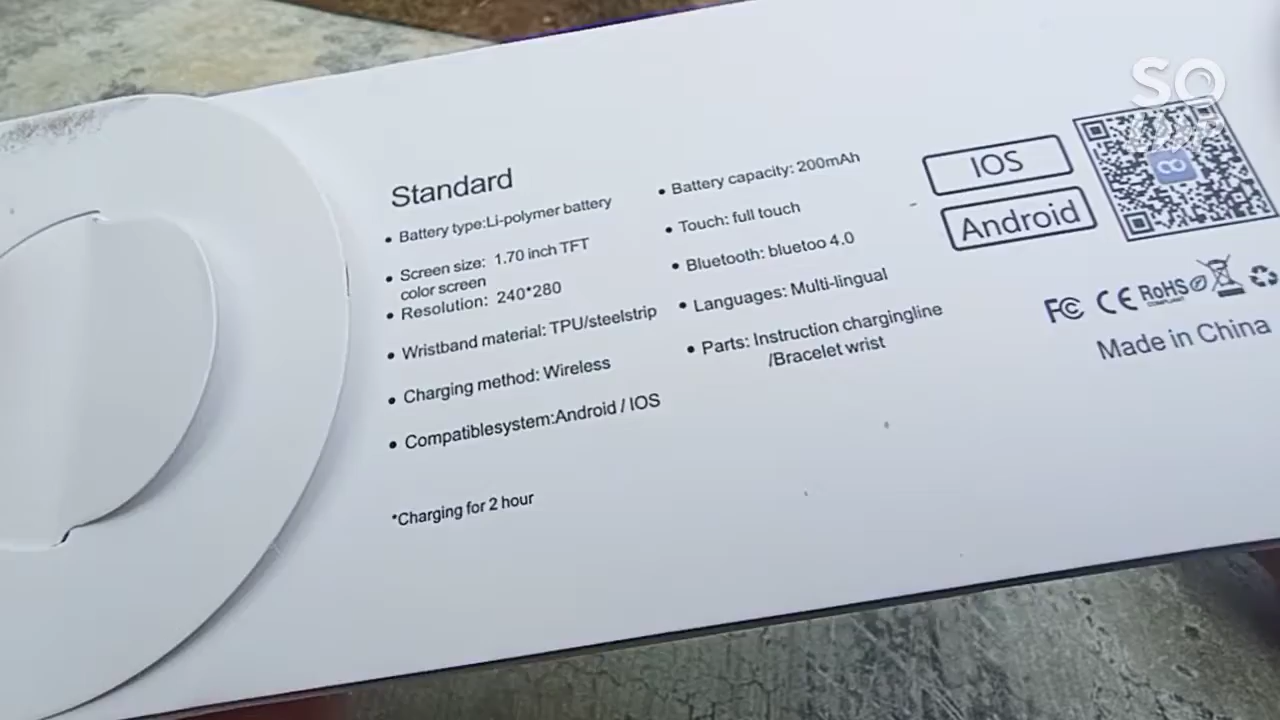 Standard
• Battery type:Li-polymer battery
• Screen size: 1.70 inch TFT
color screen
• Resolution: 240*280
• Wristband material: TPU/steelstrip
• Charging method: Wireless
• Compatiblesystem:Android / IOS
*Charging for 2 hour
• Battery capacity: 200mAh
• Touch: full touch
• Bluetooth: bluetoo 4.0
• Languages: Multi-lingual
• Parts: Instruction chargingline
/Bracelet wrist
IOS
Android
FC CE RoHS
COMPLIANT
Made in China
SQ